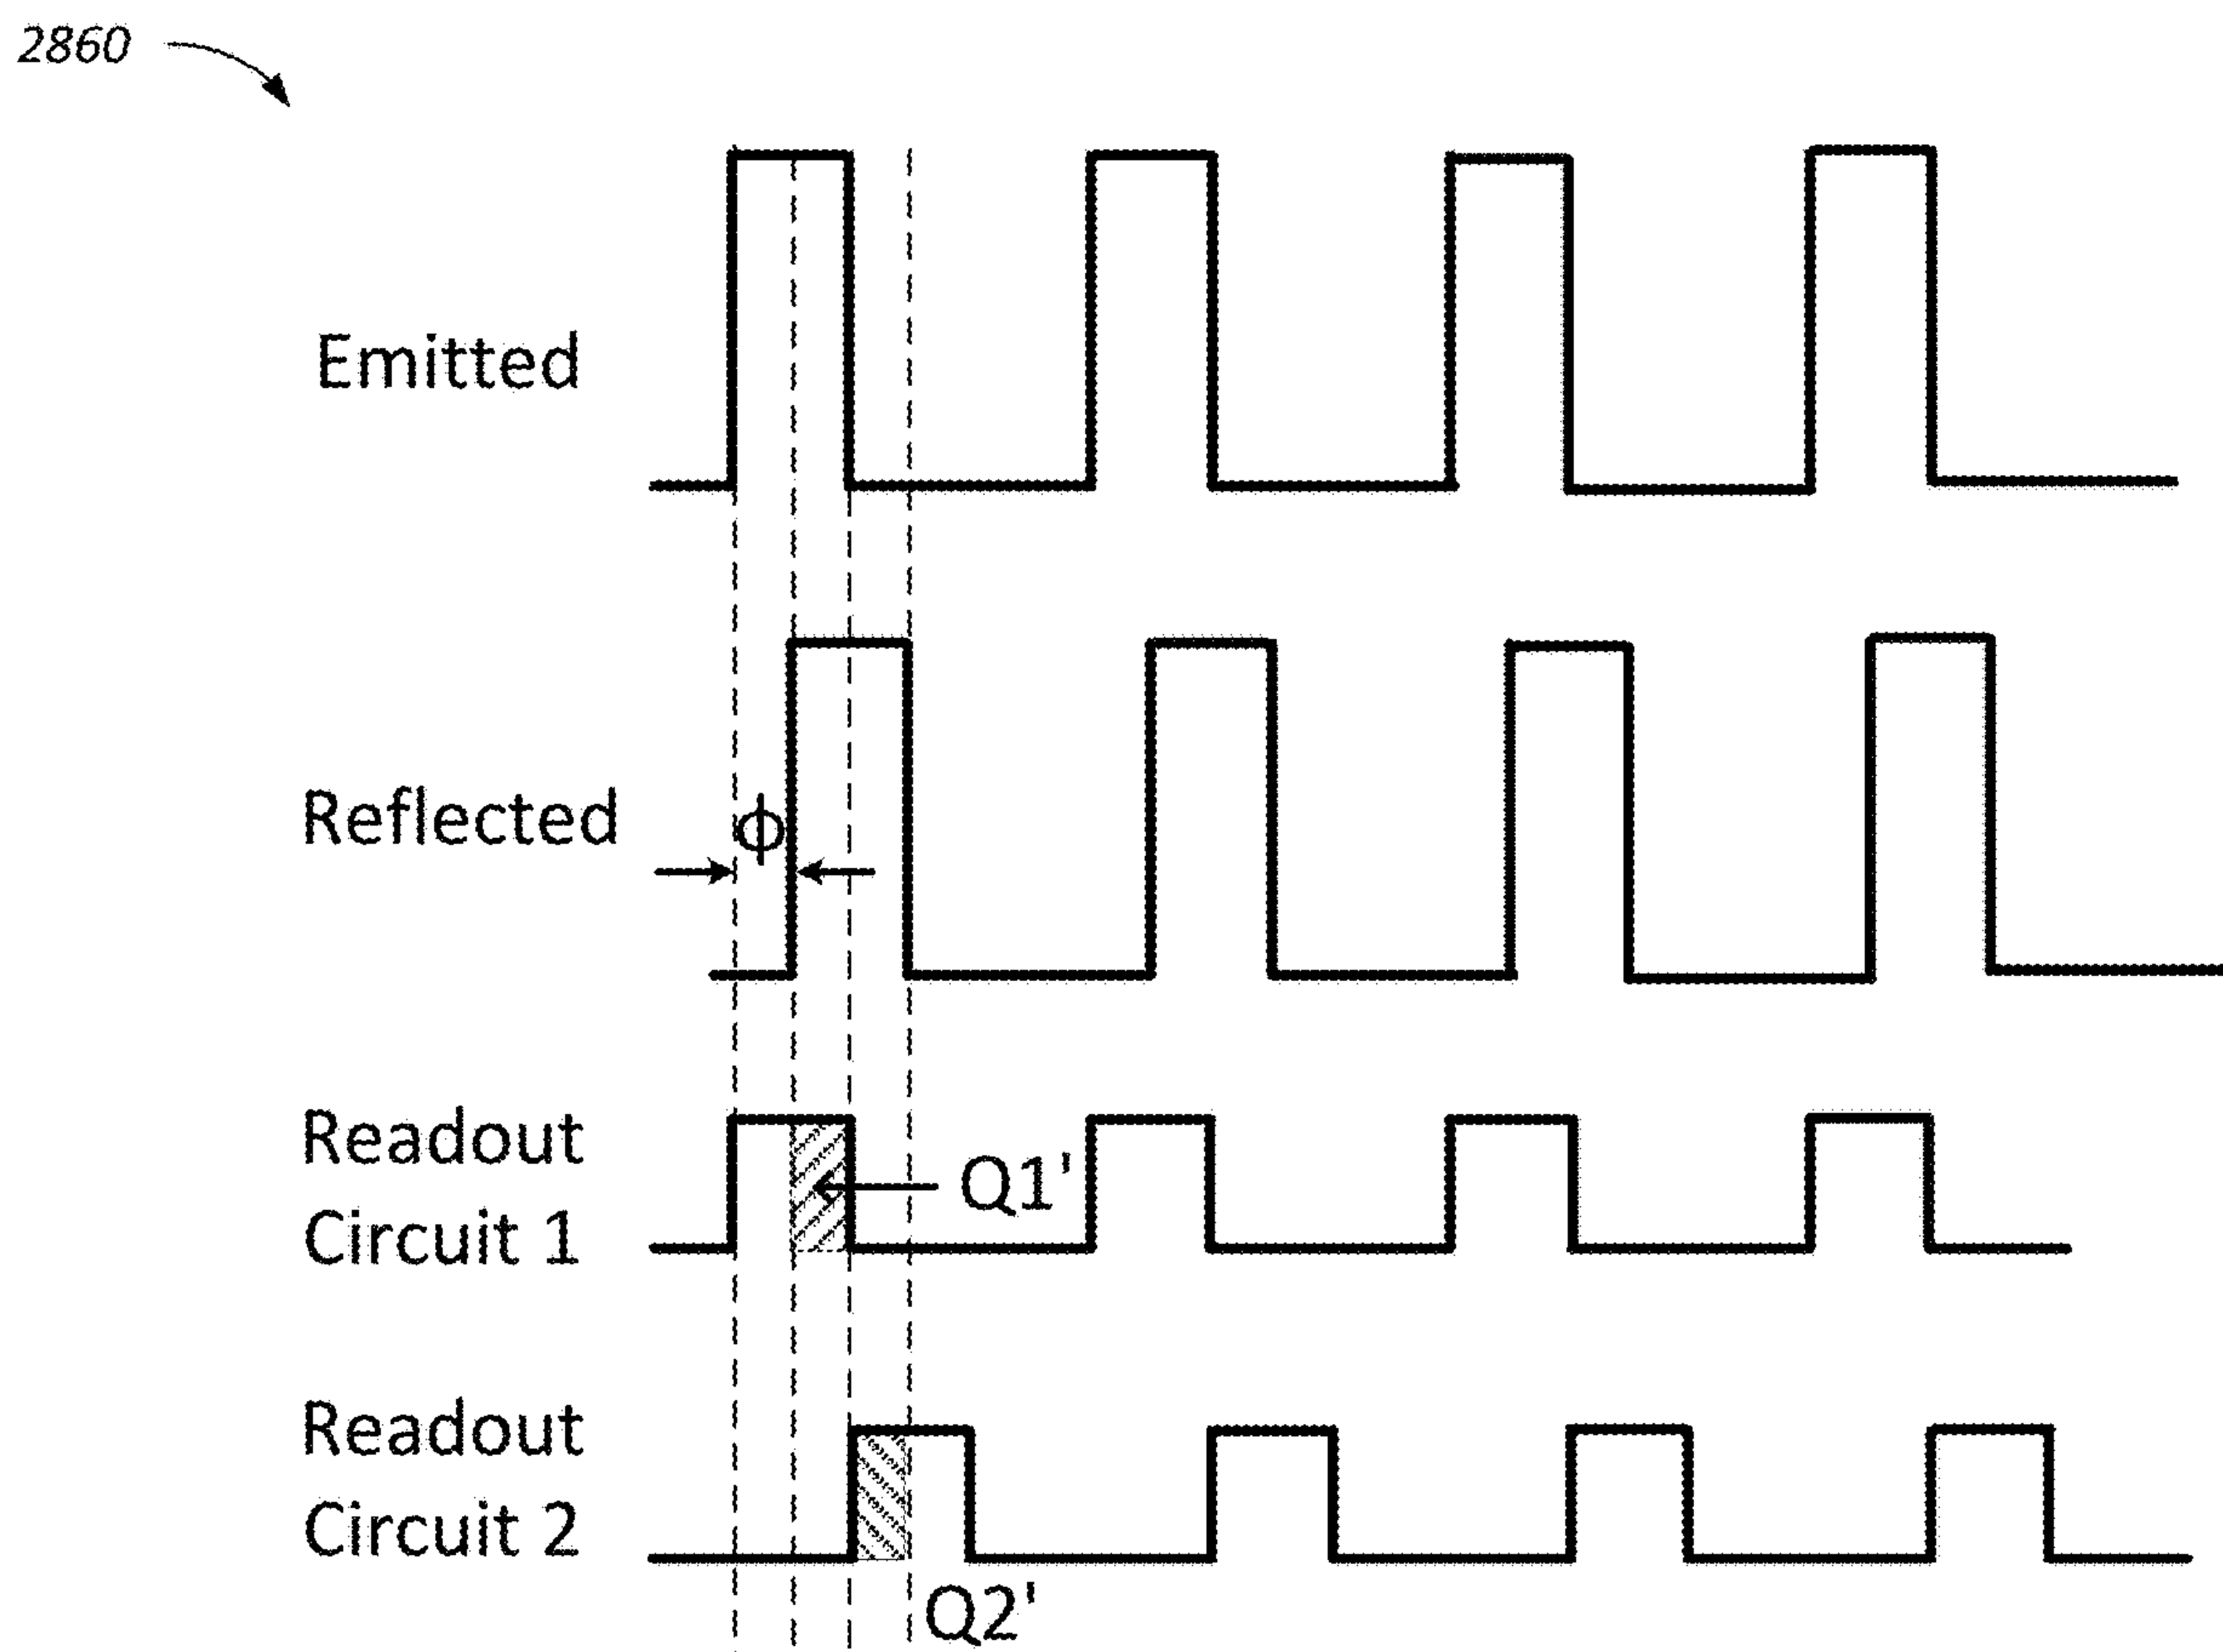 2860
Emitted
Reflected
ϕ
Readout
Circuit 1
Q1'
Readout
Circuit 2
Q2'